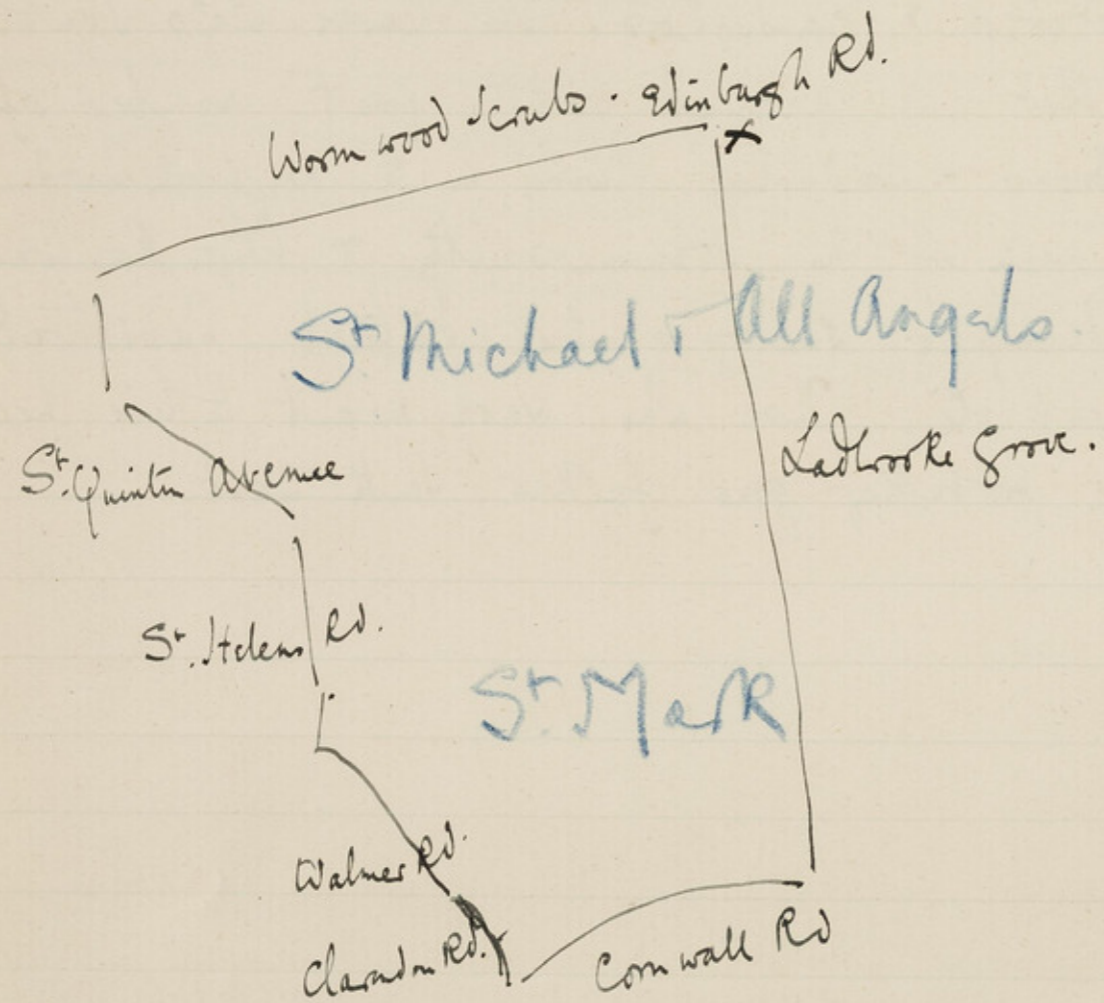 Wormwood Scrubs · Edinburgh Rd.
x
St Michael + All Angels.
Ladbrooke Grove.
St. Quintin Avenue
St. Helens Rd.
St. Mark
Walmer Rd.
Clarendon Rd.
Cornwall Rd